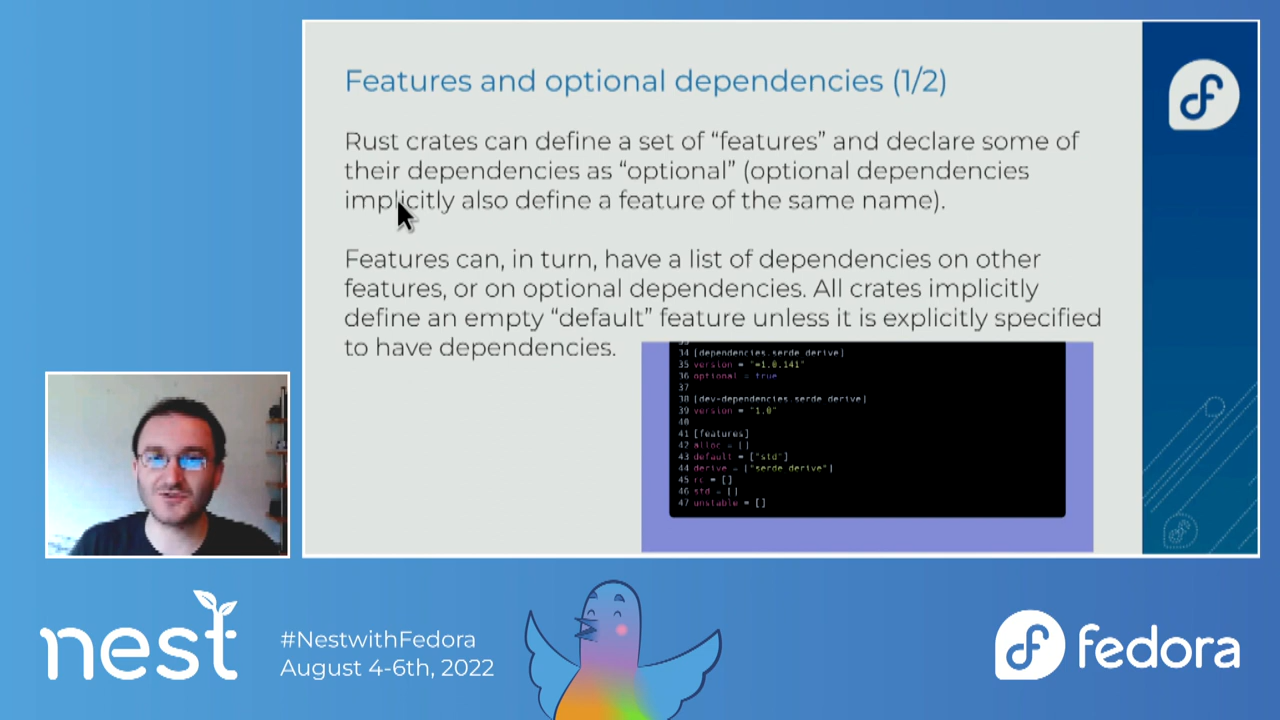 Features and optional dependencies (1/2)
Rust crates can define a set of “features” and declare some of
their dependencies as “optional” (optional dependencies
implicitly also define a feature of the same name).
Features can, in turn, have a list of dependencies on other
features, or on optional dependencies. All crates implicitly
define an empty “default” feature unless it is explicitly specified
to have dependencies.
34 [dependencies.serde_derive]
35 version = "=1.0.141"
36 optional = true
37
38 [dev-dependencies.serde_derive]
39 version = "1.0"
40
41 [features]
42 alloc = []
43 default = ["std"]
44 derive = ["serde_derive"]
45 rc = []
46 std = []
47 unstable = []
nest
#NestwithFedora
August 4-6th, 2022
fedora